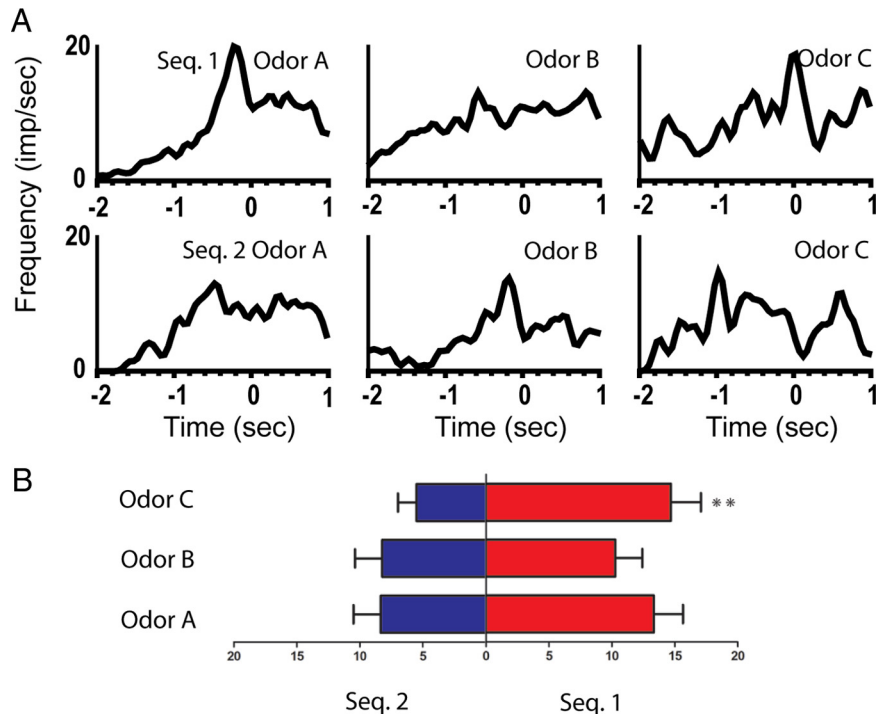 A
Frequency (imp/sec)
20
0
Seq. 1 Odor A
-2 -1 0 1
Odor B
-2 -1 0 1
Odor C
-2 -1 0 1
20
0
Seq. 2 Odor A
-2 -1 0 1
Time (sec)
Odor B
-2 -1 0 1
Time (sec)
Odor C
-2 -1 0 1
Time (sec)
B
Odor C
**
Odor B
Odor A
20 15 10 5 0 5 10 15 20
Seq. 2 Seq. 1